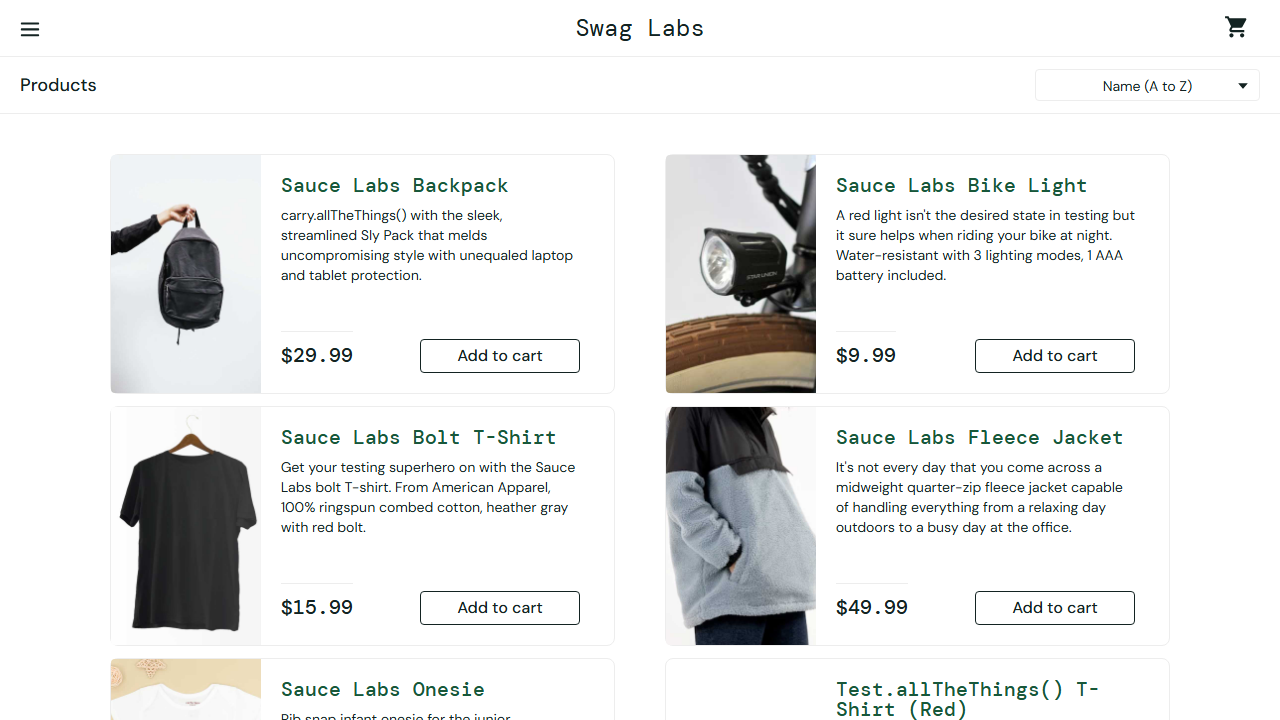 Swag Labs
Products
Name (A to Z)
Sauce Labs Backpack
carry.allTheThings() with the sleek,
streamlined Sly Pack that melds
uncompromising style with unequaled laptop
and tablet protection.
$29.99
Add to cart
Sauce Labs Bike Light
A red light isn't the desired state in testing but
it sure helps when riding your bike at night.
Water-resistant with 3 lighting modes, 1 AAA
battery included.
$9.99
Add to cart
Sauce Labs Bolt T-Shirt
Get your testing superhero on with the Sauce
Labs bolt T-shirt. From American Apparel,
100% ringspun combed cotton, heather gray
with red bolt.
$15.99
Add to cart
Sauce Labs Fleece Jacket
It's not every day that you come across a
midweight quarter-zip fleece jacket capable
of handling everything from a relaxing day
outdoors to a busy day at the office.
$49.99
Add to cart
Sauce Labs Onesie
Rib snap infant onesie for the junior
Test.allTheThings() T-
Shirt (Red)